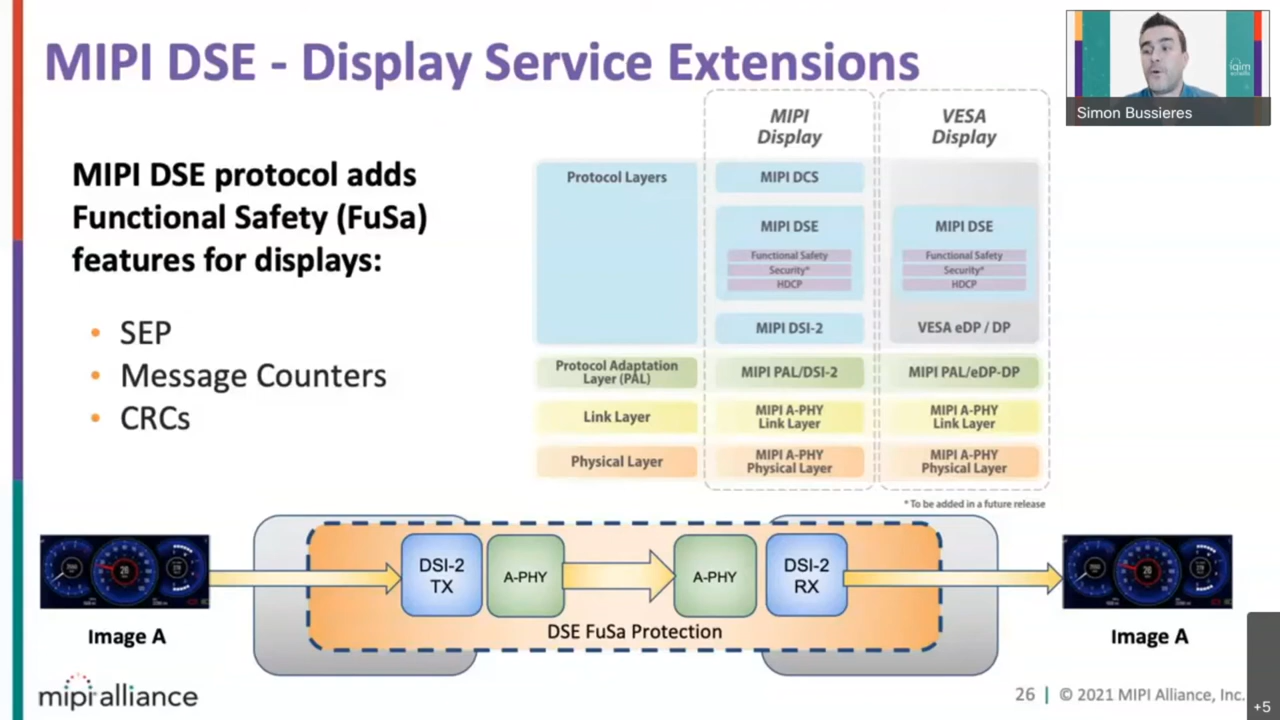 MIPI DSE - Display Service Extensions
Simon Bussieres
MIPI DSE protocol adds
Functional Safety (FuSa)
features for displays:
• SEP
• Message Counters
• CRCs
MIPI
Display
VESA
Display
Protocol Layers
MIPI DCS
MIPI DSE
MIPI DSE
Functional Safety
Functional Safety
Security*
Security*
HDCP
HDCP
MIPI DSI-2
VESA eDP / DP
Protocol Adaptation
Layer (PAL)
MIPI PAL/DSI-2
MIPI PAL/eDP-DP
Link Layer
MIPI A-PHY
Link Layer
MIPI A-PHY
Link Layer
Physical Layer
MIPI A-PHY
Physical Layer
MIPI A-PHY
Physical Layer
* To be added in a future release
DSI-2
TX
A-PHY
A-PHY
DSI-2
RX
DSE FuSa Protection
Image A
Image A
mipi alliance
26 | © 2021 MIPI Alliance, Inc.
+5